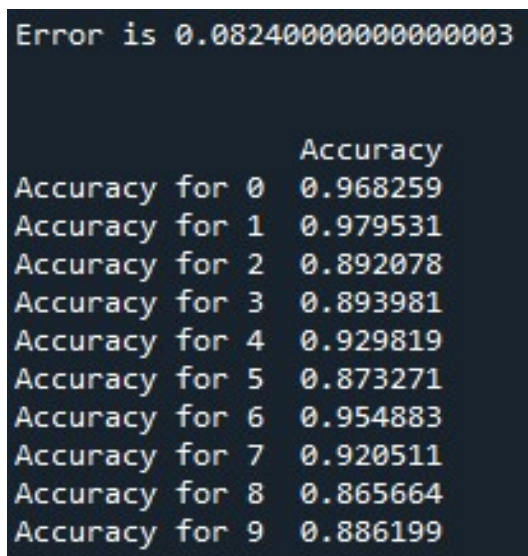 Error is 0.08240000000000003
Accuracy
Accuracy for 0 0.968259
Accuracy for 1 0.979531
Accuracy for 2 0.892078
Accuracy for 3 0.893981
Accuracy for 4 0.929819
Accuracy for 5 0.873271
Accuracy for 6 0.954883
Accuracy for 7 0.920511
Accuracy for 8 0.865664
Accuracy for 9 0.886199